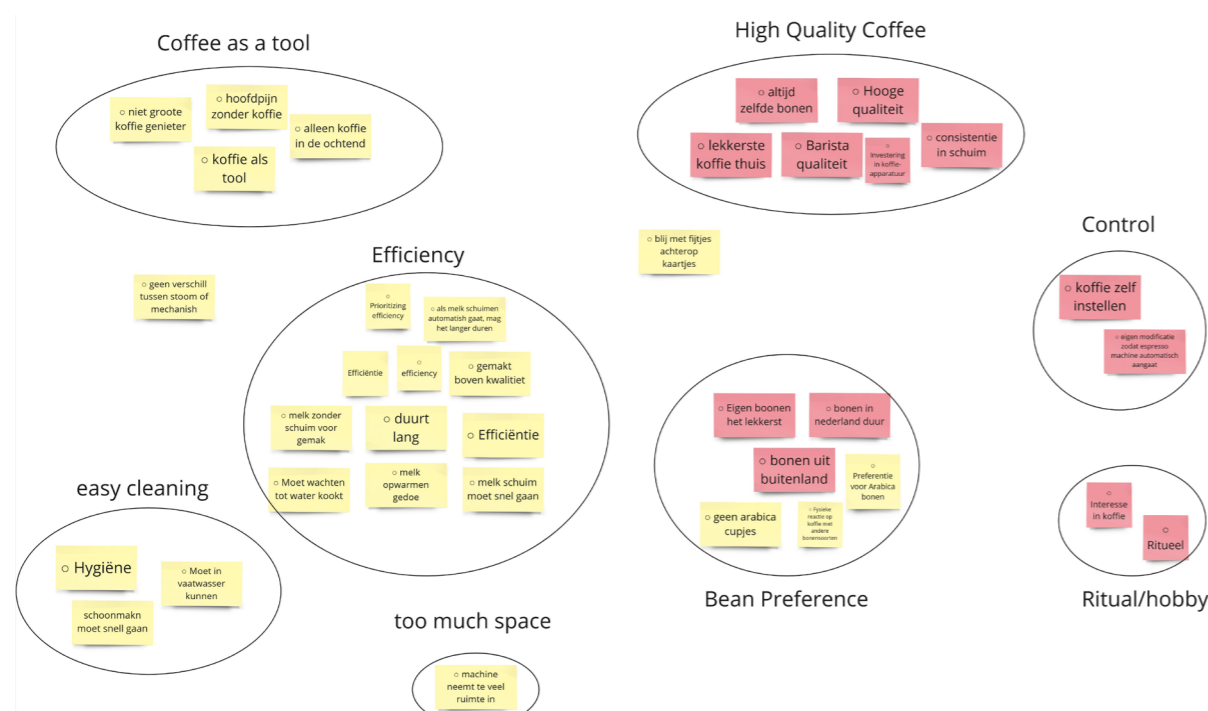 Coffee as a tool
○ niet groote
koffie genieter
○ hoofdpijn
zonder koffie
○ alleen koffie
in de ochtend
○ koffie als
tool
High Quality Coffee
○ altijd
zelfde bonen
○ Hooge
qualiteit
○ lekkerste
koffie thuis
○ Barista
qualiteit
○
Investering
in koffie-
apparatuur
○ consistentie
in schuim
○ blij met fijtjes
achterop
kaartjes
Control
○ koffie zelf
instellen
○ eigen modificatie
zodat espresso
machine automatisch
aangaat
○ geen verschill
tussen stoom of
mechanish
Efficiency
○
Prioritizing
efficiency
○ als melk schuimen
automatish gaat, mag
het langer duren
Efficiëntie
○
efficiency
○ gemakt
boven kwalitiet
○ melk zonder
schuim voor
gemak
○ duurt
lang
○ Efficiëntie
○ Moet wachten
tot water kookt
○ melk
opwarmen
gedoe
○ melk schuim
moet snel gaan
○ Eigen boonen
het lekkerst
○ bonen in
nederland duur
○ bonen uit
buitenland
○
Preferentie
voor Arabica
bonen
○ geen arabica
cupjes
○ Fysieke
reactie op
koffie met
andere
bonensoorten
Bean Preference
○
Interesse
in koffie
○
Ritueel
Ritual/hobby
easy cleaning
○ Hygiëne
○ Moet in
vaatwasser
kunnen
schoonmakn
moet snell gaan
too much space
○ machine
neemt te veel
ruimte in